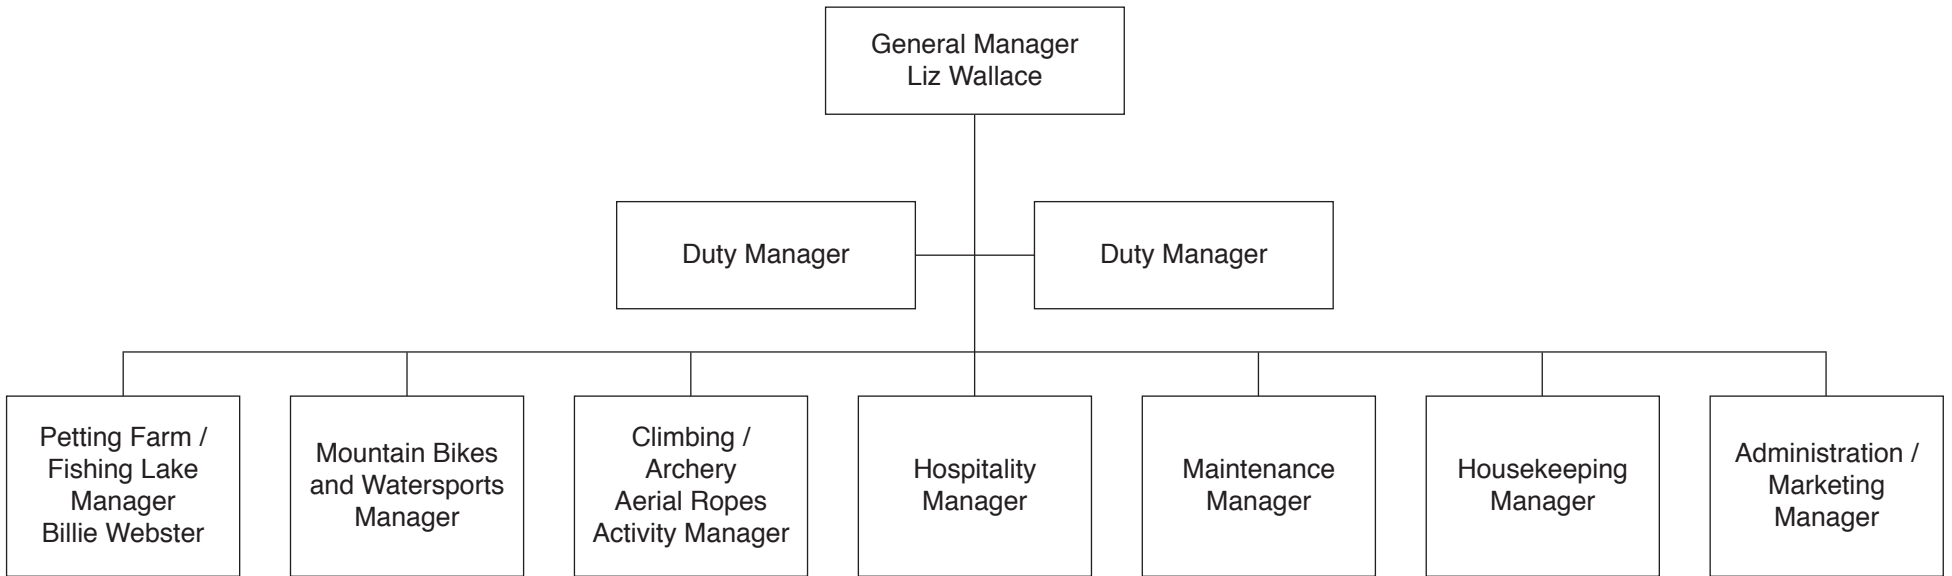 General Manager
Liz Wallace
Duty Manager
Duty Manager
Petting Farm /
Fishing Lake
Manager
Billie Webster
Mountain Bikes
and Watersports
Manager
Climbing /
Archery
Aerial Ropes
Activity Manager
Hospitality
Manager
Maintenance
Manager
Housekeeping
Manager
Administration /
Marketing
Manager